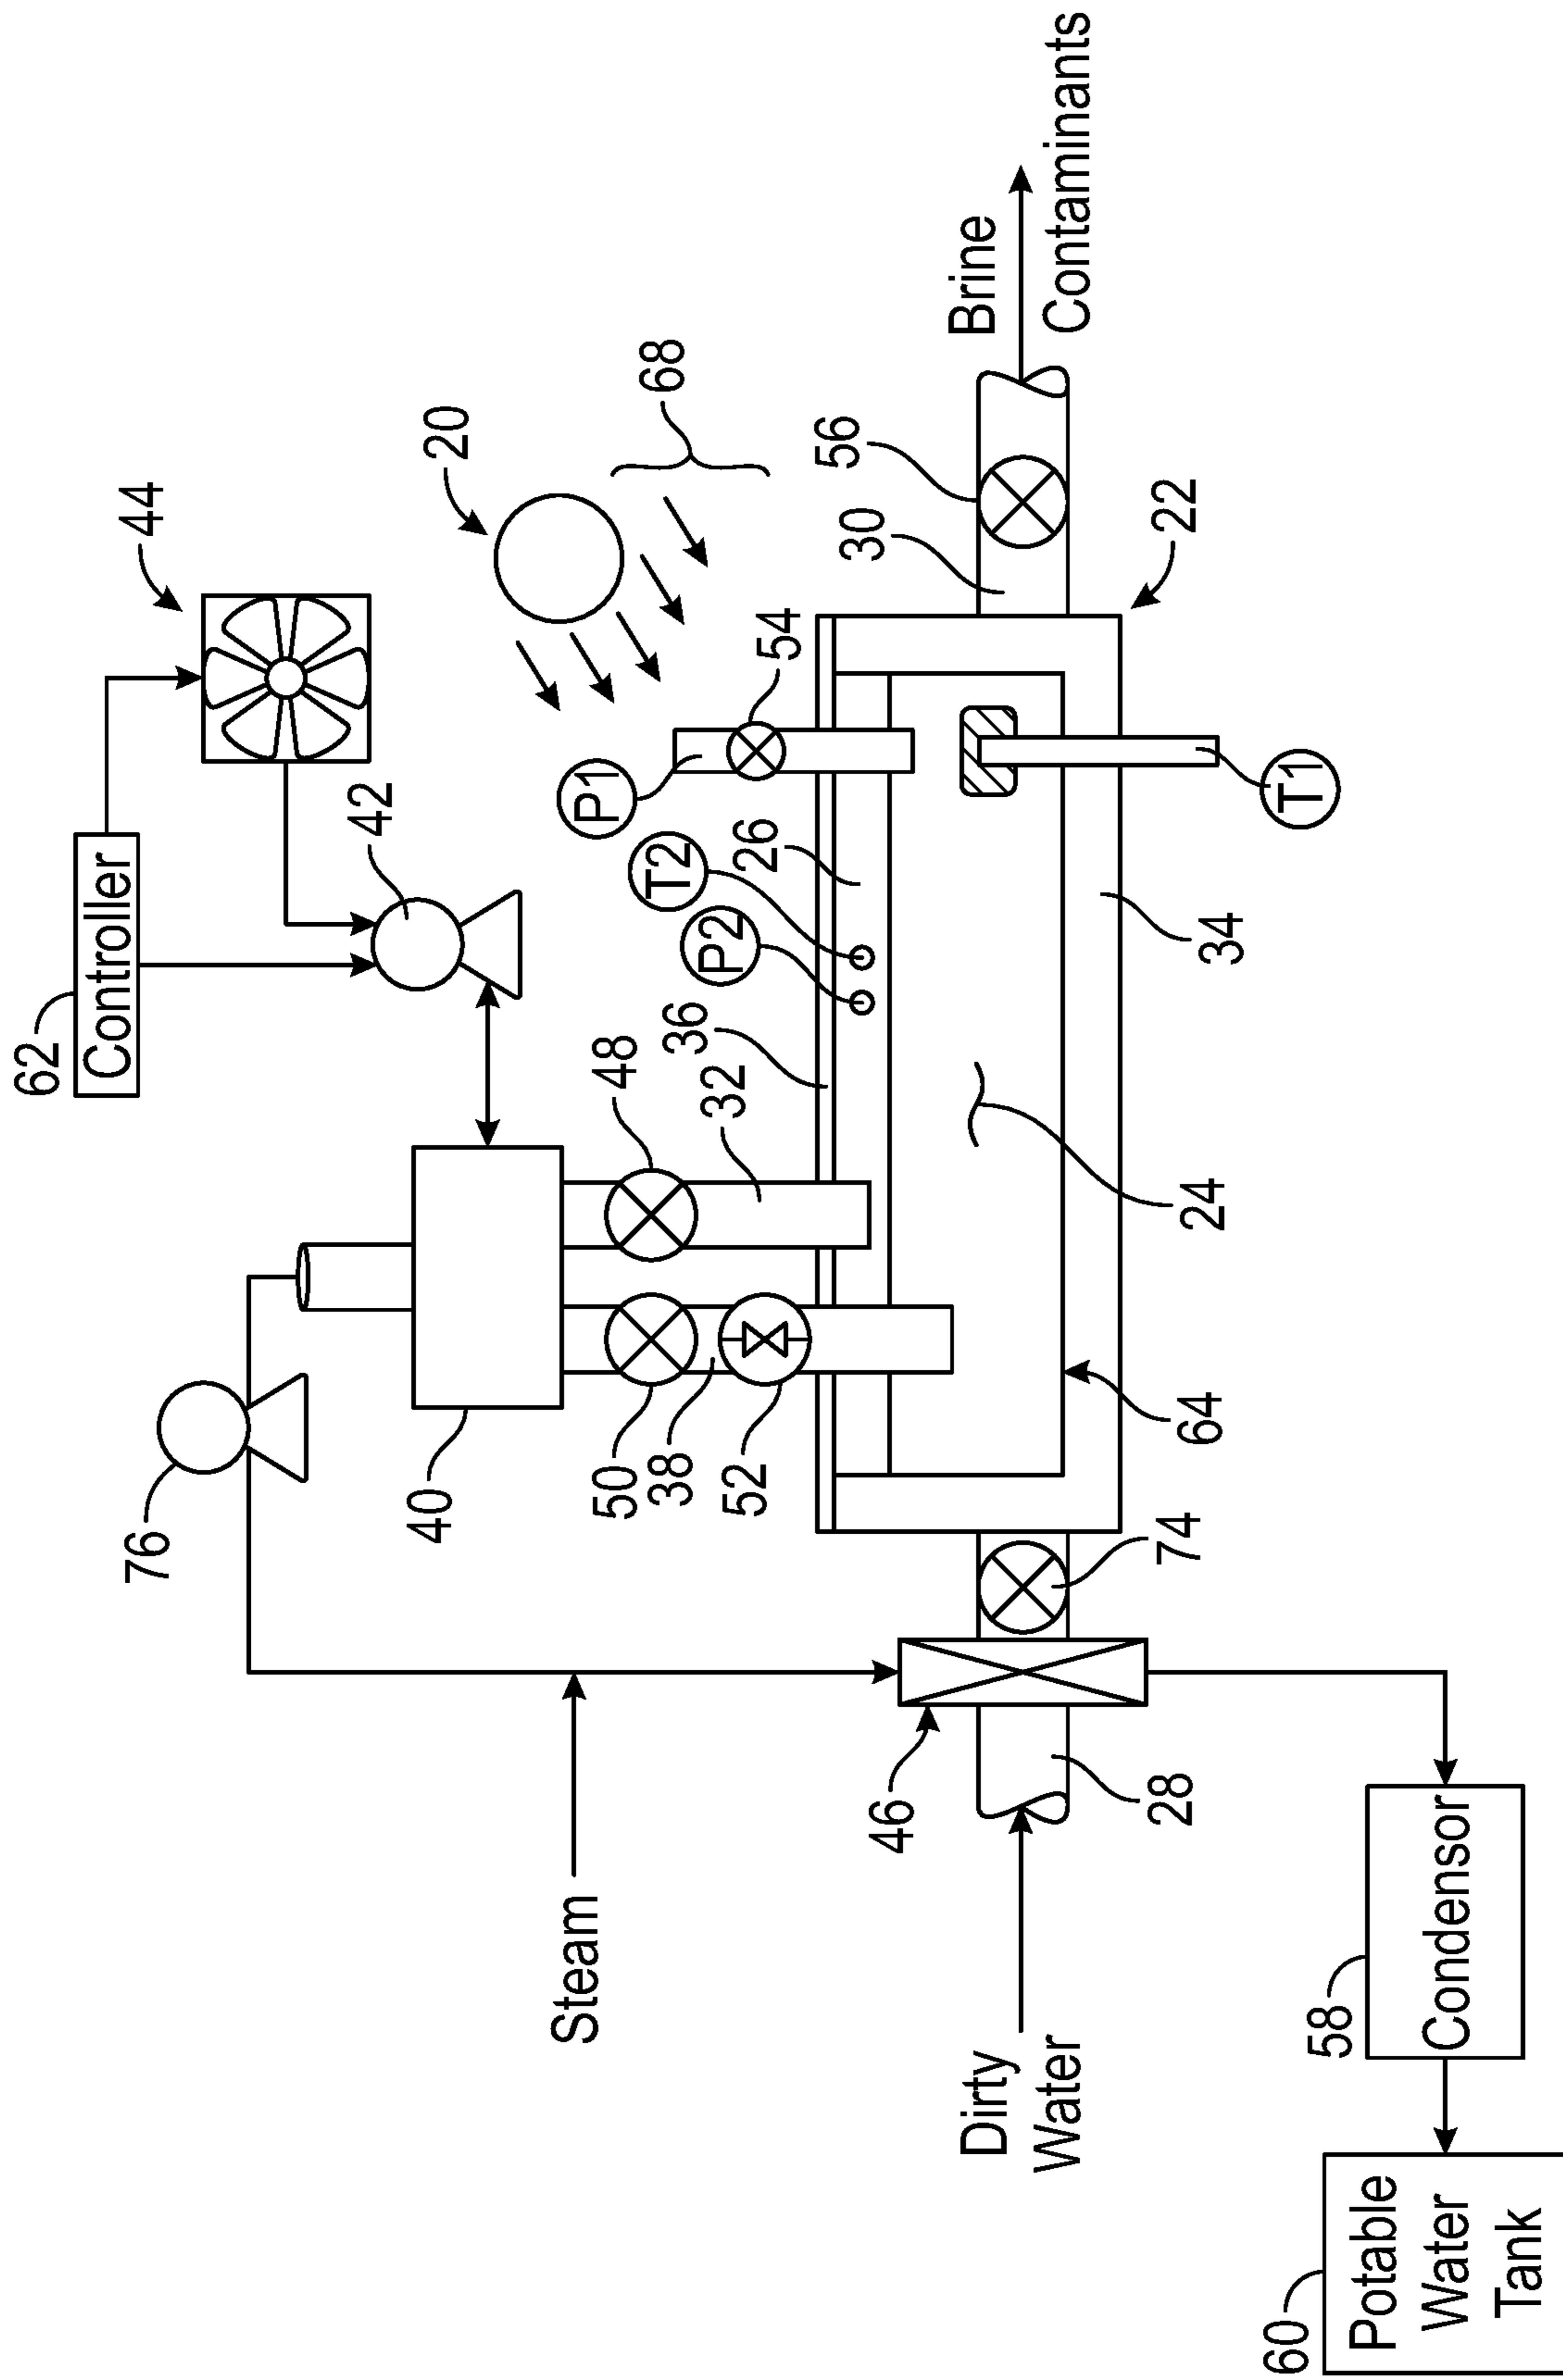 62
Controller
44
42
20
68
76
40
48
32
36
50
38
52
P1
T2
P2
26
54
30
56
Brine
Contaminants
22
T1
34
24
64
74
46
28
Steam
Dirty
Water
58
Condensor
60
Potable
Water
Tank